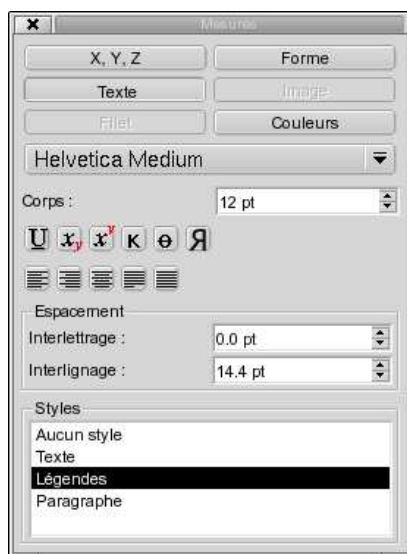 Mesures
X, Y, Z Forme
Texte Image
Filet Couleurs
Helvetica Medium
Corps : 12 pt
U x y x y K O Я
Espacement
Interlettrage : 0.0 pt
Interlignage : 14.4 pt
Styles
Aucun style
Texte
Légendes
Paragraphe